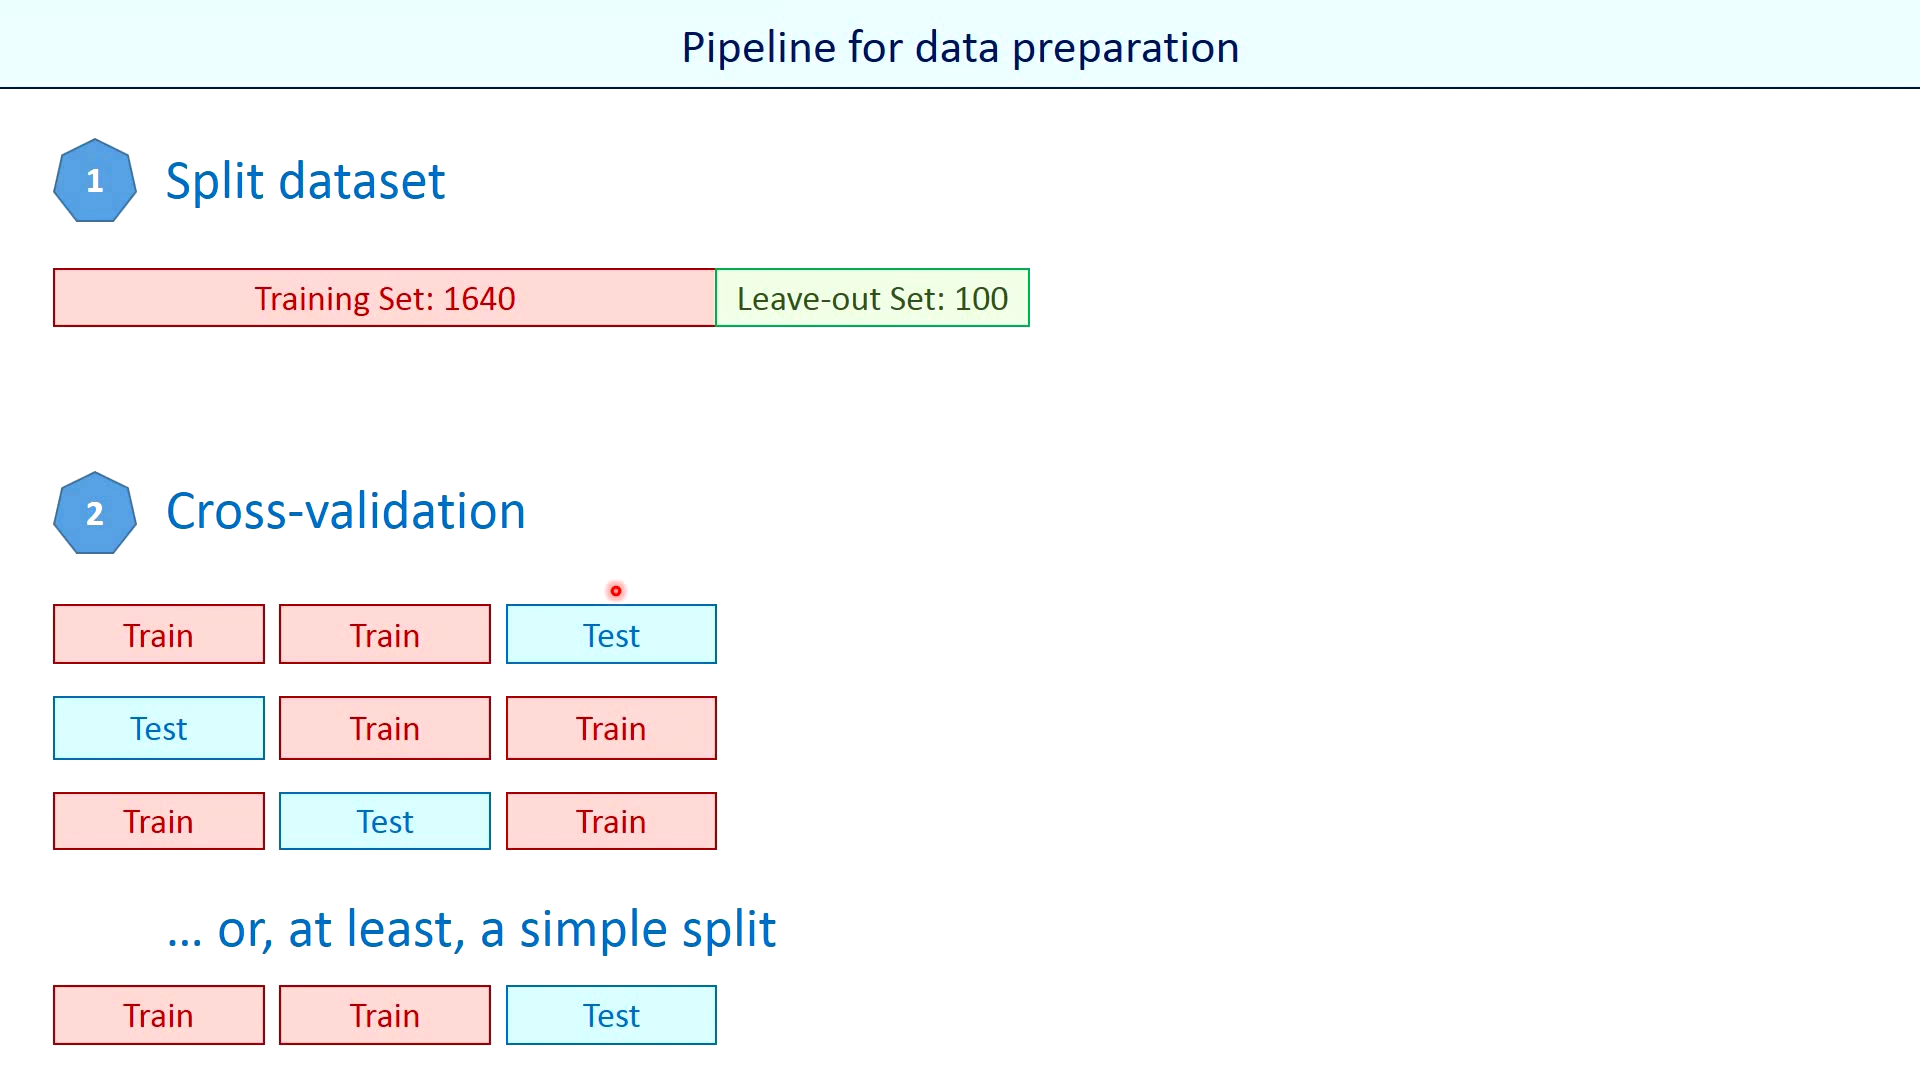 Pipeline for data preparation
1 Split dataset
Training Set: 1640 Leave-out Set: 100
2 Cross-validation
Train Train Test
Test Train Train
Train Test Train
... or, at least, a simple split
Train Train Test